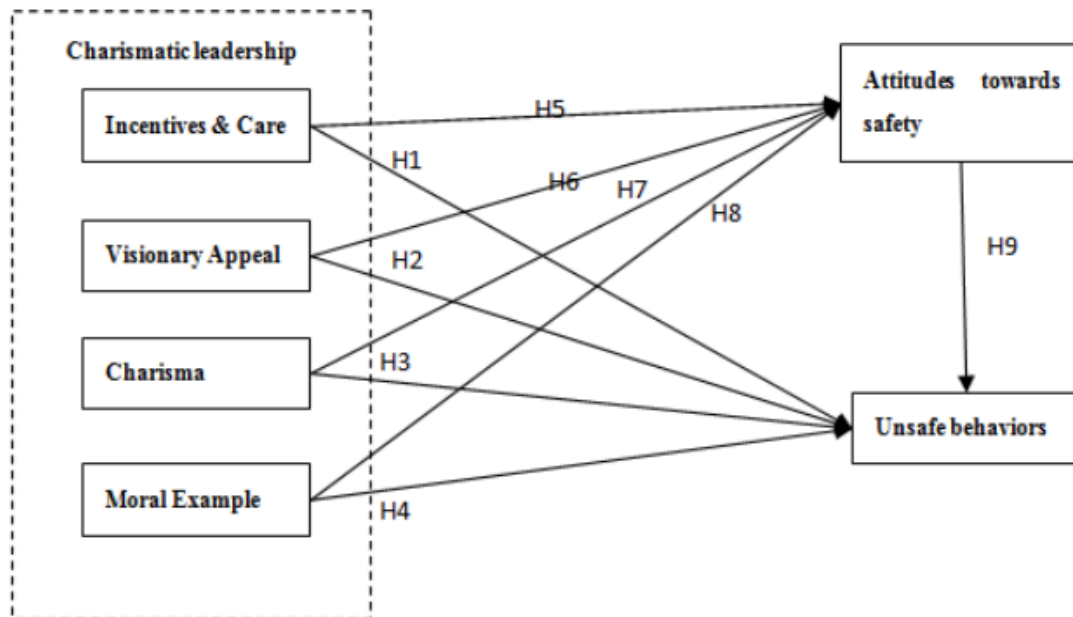 Charismatic leadership
Incentives & Care
Visionary Appeal
Charisma
Moral Example
H5
H1
H6
H7
H8
H2
H3
H4
Attitudes towards
safety
H9
Unsafe behaviors